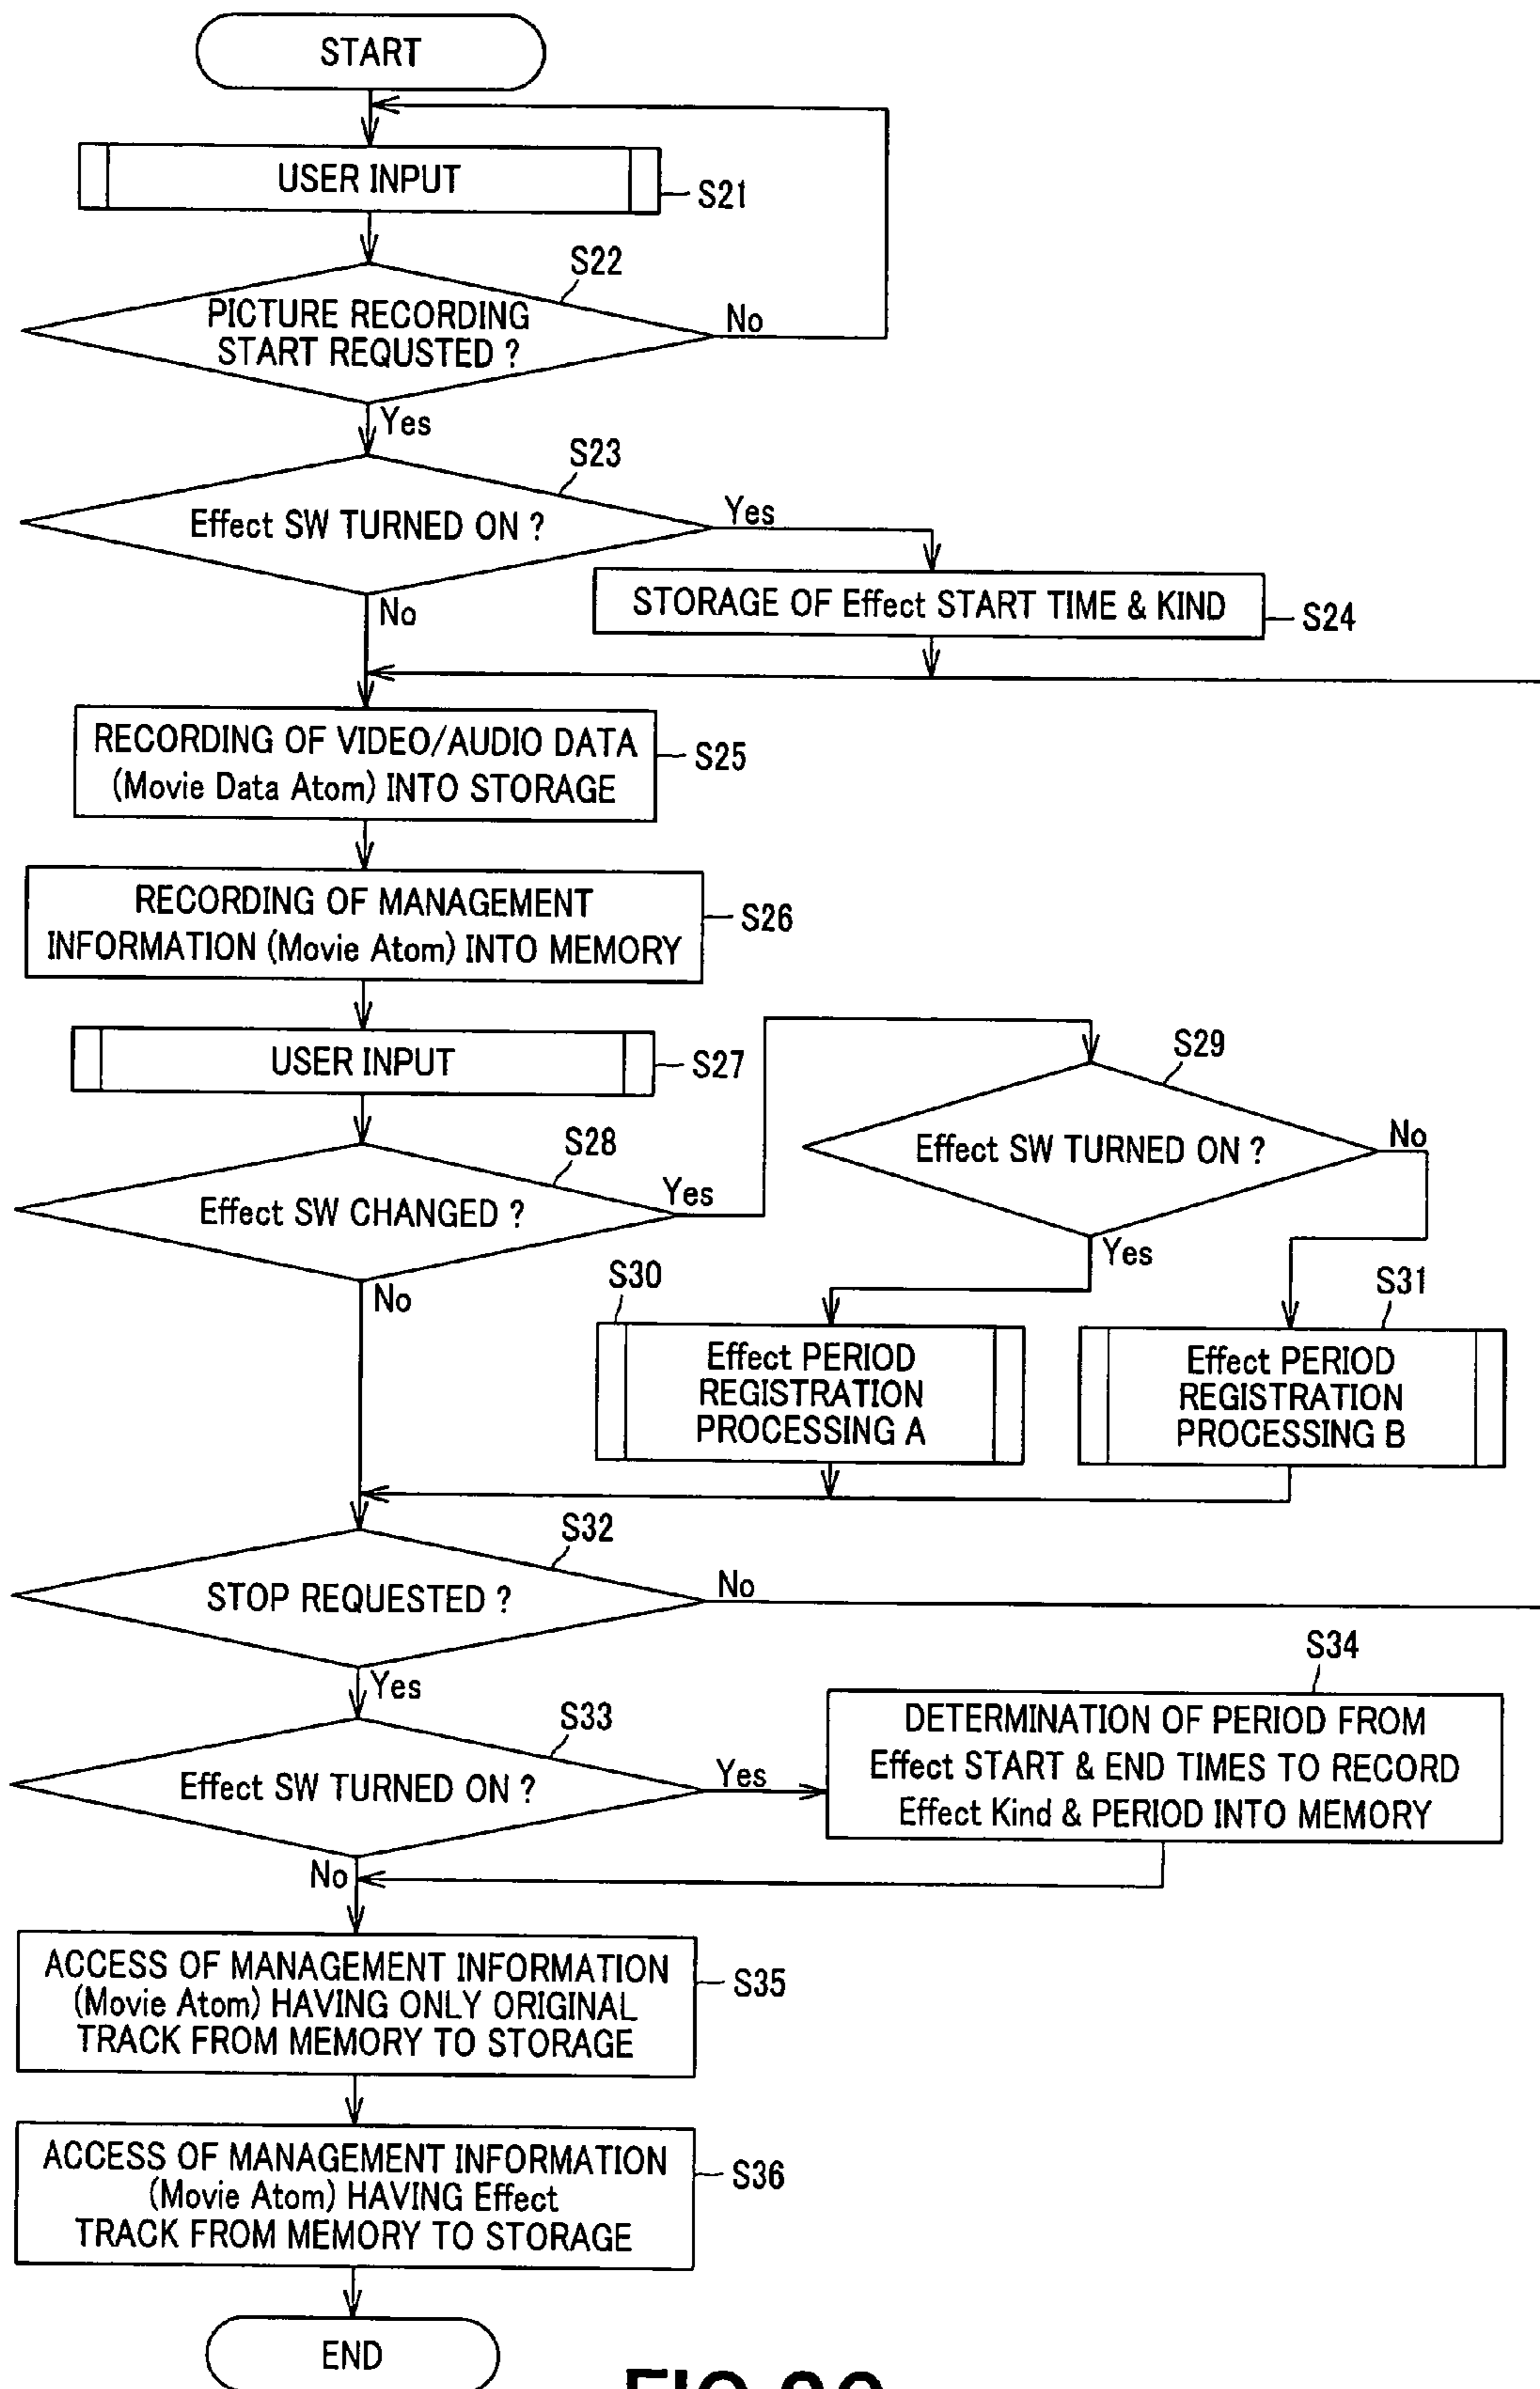 START
USER INPUT
S21
S22
PICTURE RECORDING
START REQUSTED ?
No
Yes
S23
Effect SW TURNED ON ?
Yes
No
STORAGE OF Effect START TIME & KIND
S24
RECORDING OF VIDEO/AUDIO DATA
(Movie Data Atom) INTO STORAGE
S25
RECORDING OF MANAGEMENT
INFORMATION (Movie Atom) INTO MEMORY
S26
USER INPUT
S27
S28
Effect SW CHANGED ?
Yes
No
S29
Effect SW TURNED ON ?
No
Yes
S30
Effect PERIOD
REGISTRATION
PROCESSING A
S31
Effect PERIOD
REGISTRATION
PROCESSING B
S32
STOP REQUESTED ?
No
Yes
S33
Effect SW TURNED ON ?
Yes
No
S34
DETERMINATION OF PERIOD FROM
Effect START & END TIMES TO RECORD
Effect Kind & PERIOD INTO MEMORY
ACCESS OF MANAGEMENT INFORMATION
(Movie Atom) HAVING ONLY ORIGINAL
TRACK FROM MEMORY TO STORAGE
S35
ACCESS OF MANAGEMENT INFORMATION
(Movie Atom) HAVING Effect
TRACK FROM MEMORY TO STORAGE
S36
END